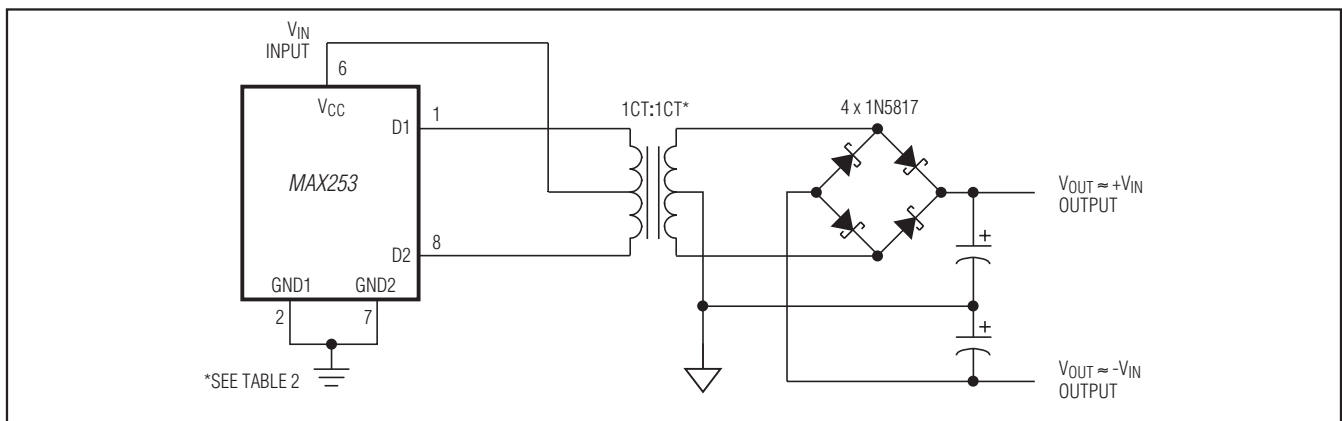 VIN
INPUT
6
VCC
D1
1
MAX253
D2
8
GND1
GND2
2
7
*SEE TABLE 2
1CT:1CT*
4 x 1N5817
VOUT ≈ +VIN
OUTPUT
+
+
VOUT ≈ -VIN
OUTPUT